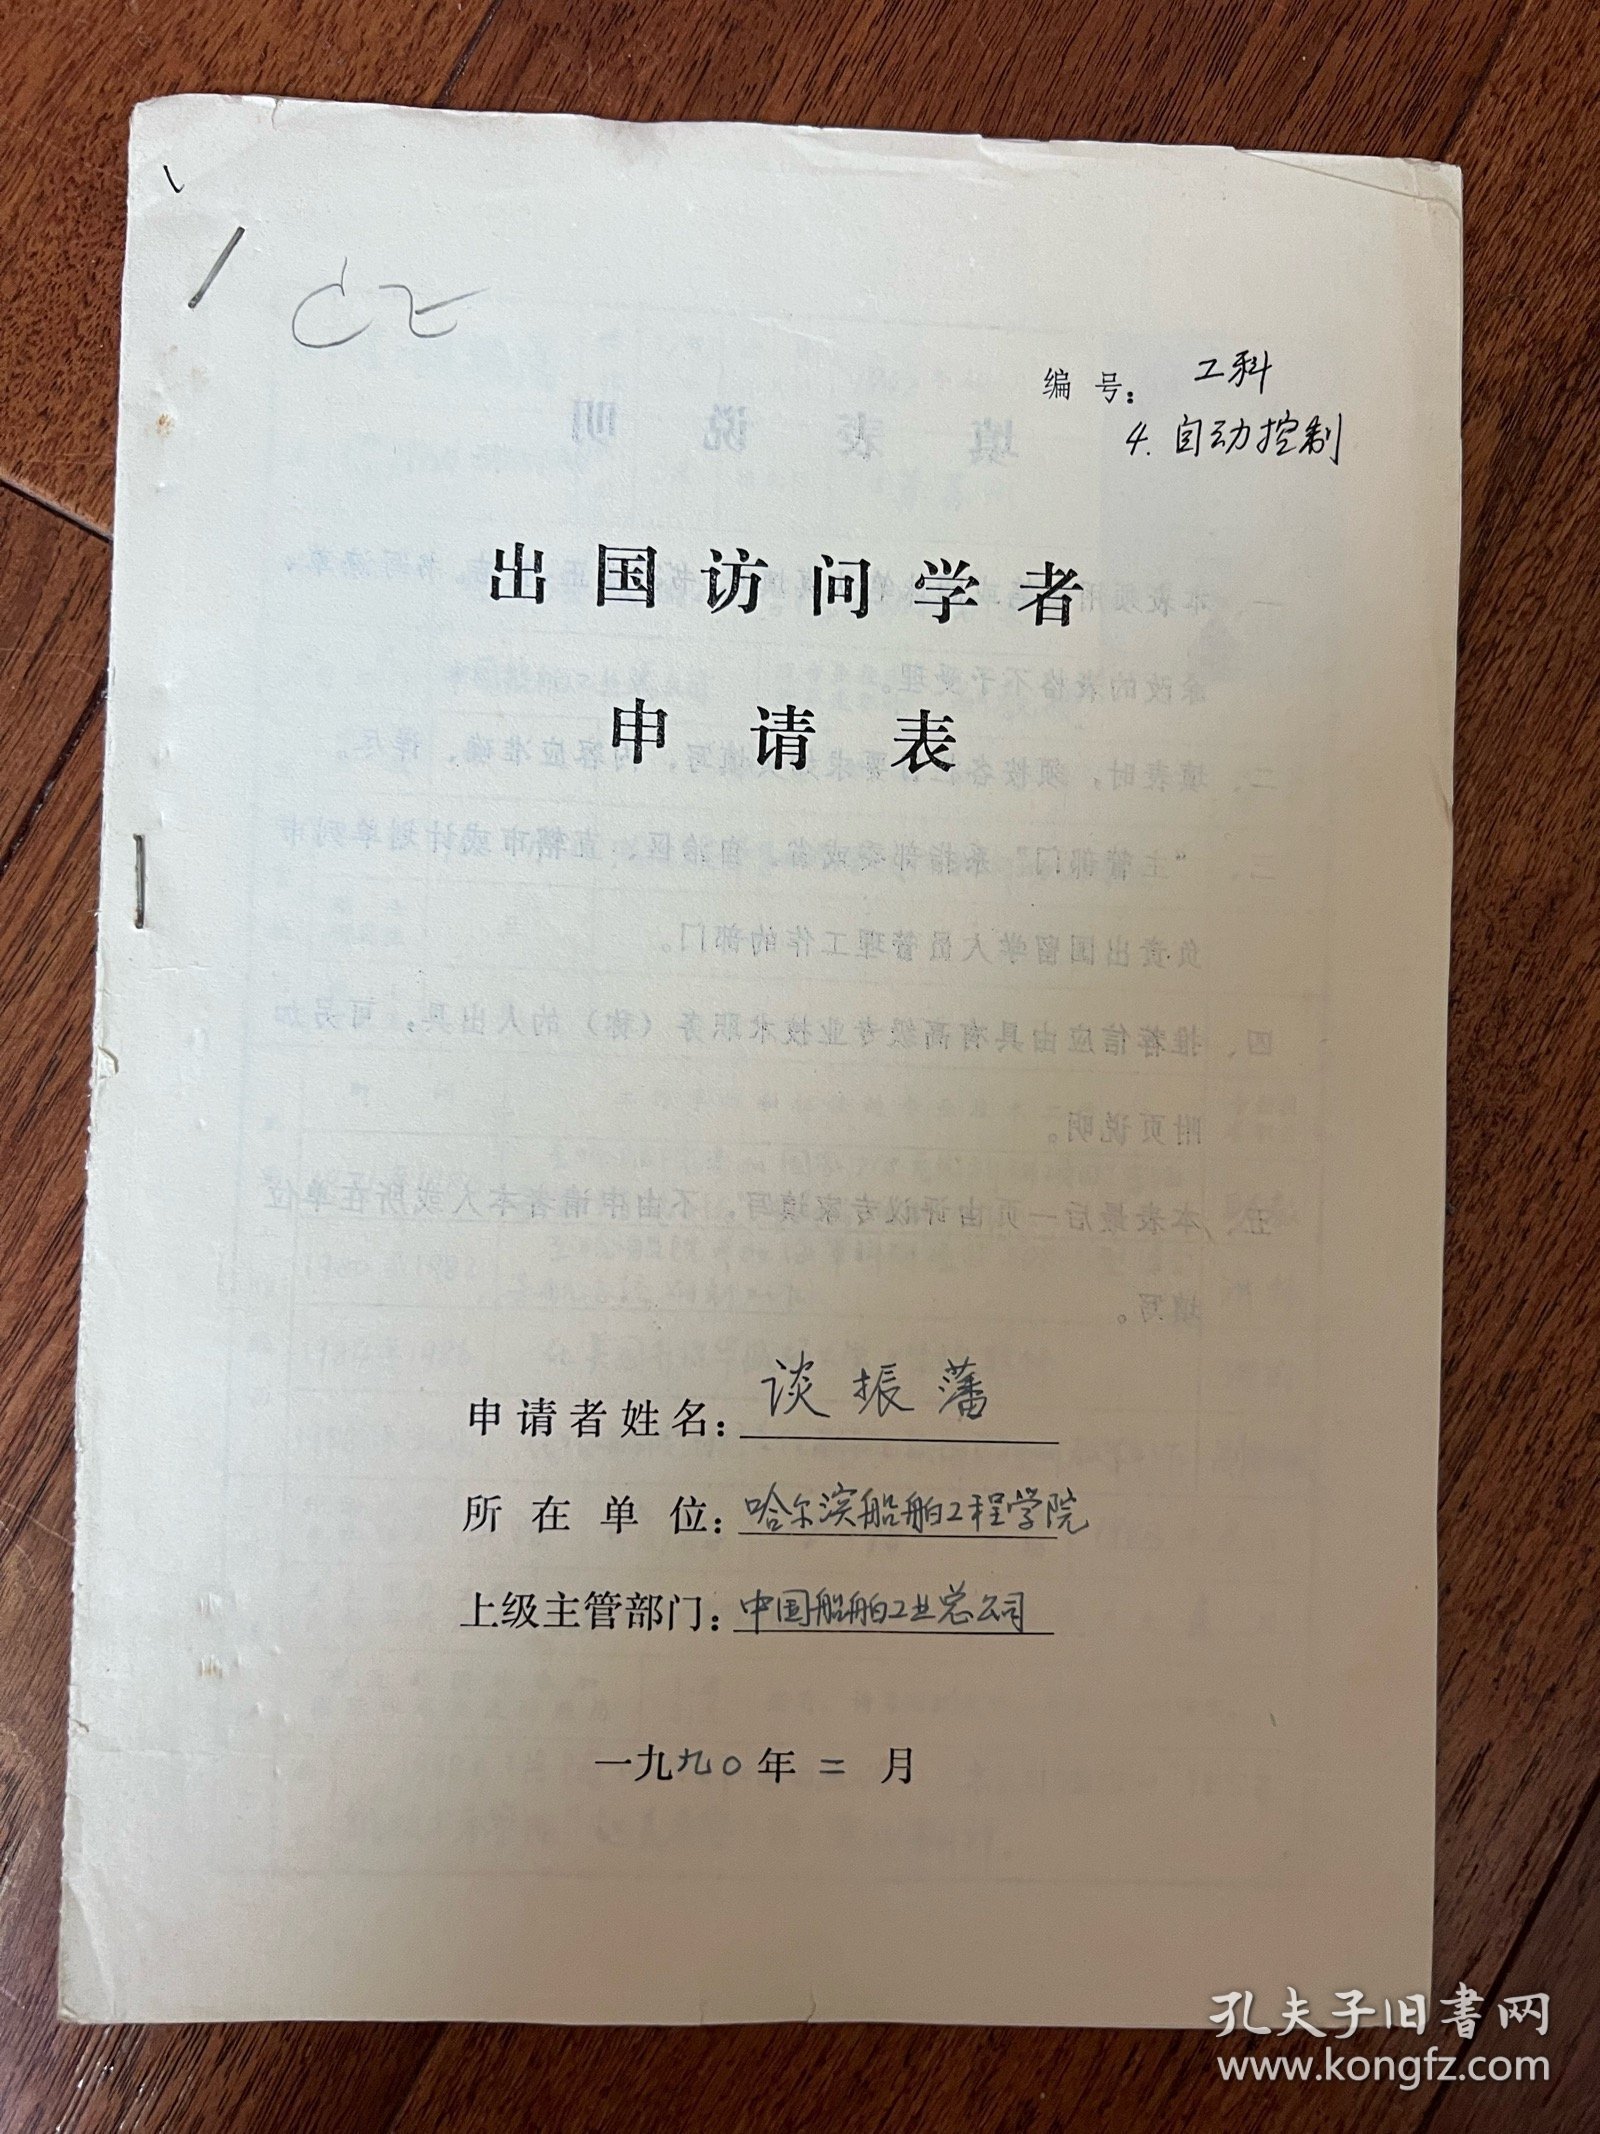 编号：工科
4. 自动控制
出国访问学者
申请表
申请者姓名：谈振藩
所在单位：哈尔滨船舶工程学院
上级主管部门：中国船舶工业总公司
一九九〇年二月
孔夫子旧书网
www.kongfz.com